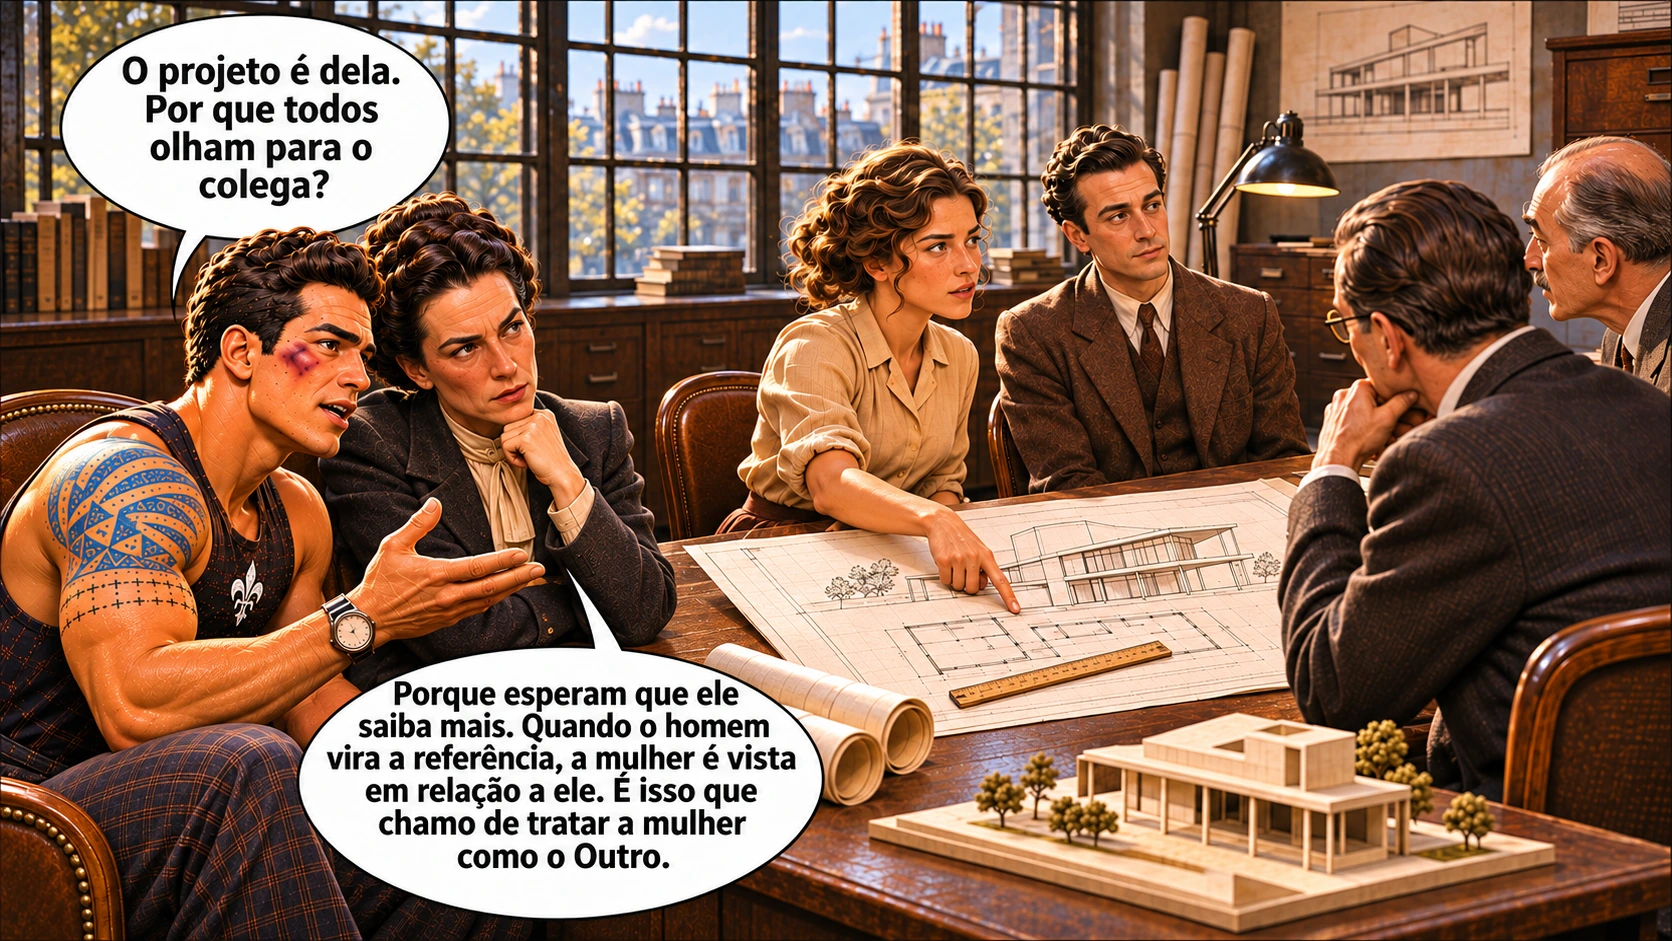 O projeto é dela.
Por que todos
olham para o
colega?
Porque esperam que ele
saiba mais. Quando o homem
vira a referência, a mulher é vista
em relação a ele. É isso que
chamo de tratar a mulher
como o Outro.